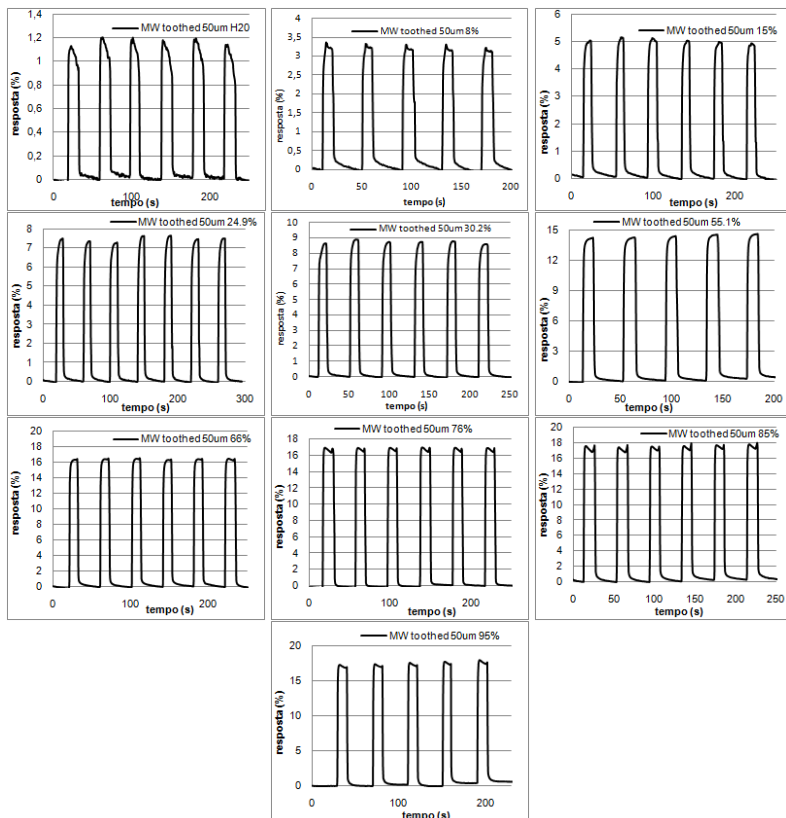 MW toothed 50um H20
resposta (%)
1,4
1,2
1
0,8
0,6
0,4
0,2
0
0 100 200
tempo (s)
MW toothed 50um 8%
resposta (%)
4
3,5
3
2,5
2
1,5
1
0,5
0
0 50 100 150 200
tempo (s)
MW toothed 50um 15%
resposta (%)
6
5
4
3
2
1
0
0 100 200
tempo (s)
MW toothed 50um 24.9%
resposta (%)
8
7
6
5
4
3
2
1
0
0 100 200 300
tempo (s)
MW toothed 50um 30.2%
resposta (%)
10
9
8
7
6
5
4
3
2
1
0
0 50 100 150 200 250
tempo (s)
MW toothed 50um 55.1%
resposta (%)
15
12
9
6
3
0
0 50 100 150 200
tempo (s)
MW toothed 50um 66%
resposta (%)
20
18
16
14
12
10
8
6
4
2
0
0 100 200
tempo (s)
MW toothed 50um 76%
resposta (%)
18
16
14
12
10
8
6
4
2
0
0 50 100 150 200 250
tempo (s)
MW toothed 50um 85%
resposta (%)
20
18
16
14
12
10
8
6
4
2
0
0 50 100 150 200 250
tempo (s)
MW toothed 50um 95%
resposta (%)
20
15
10
5
0
0 100 200
tempo (s)